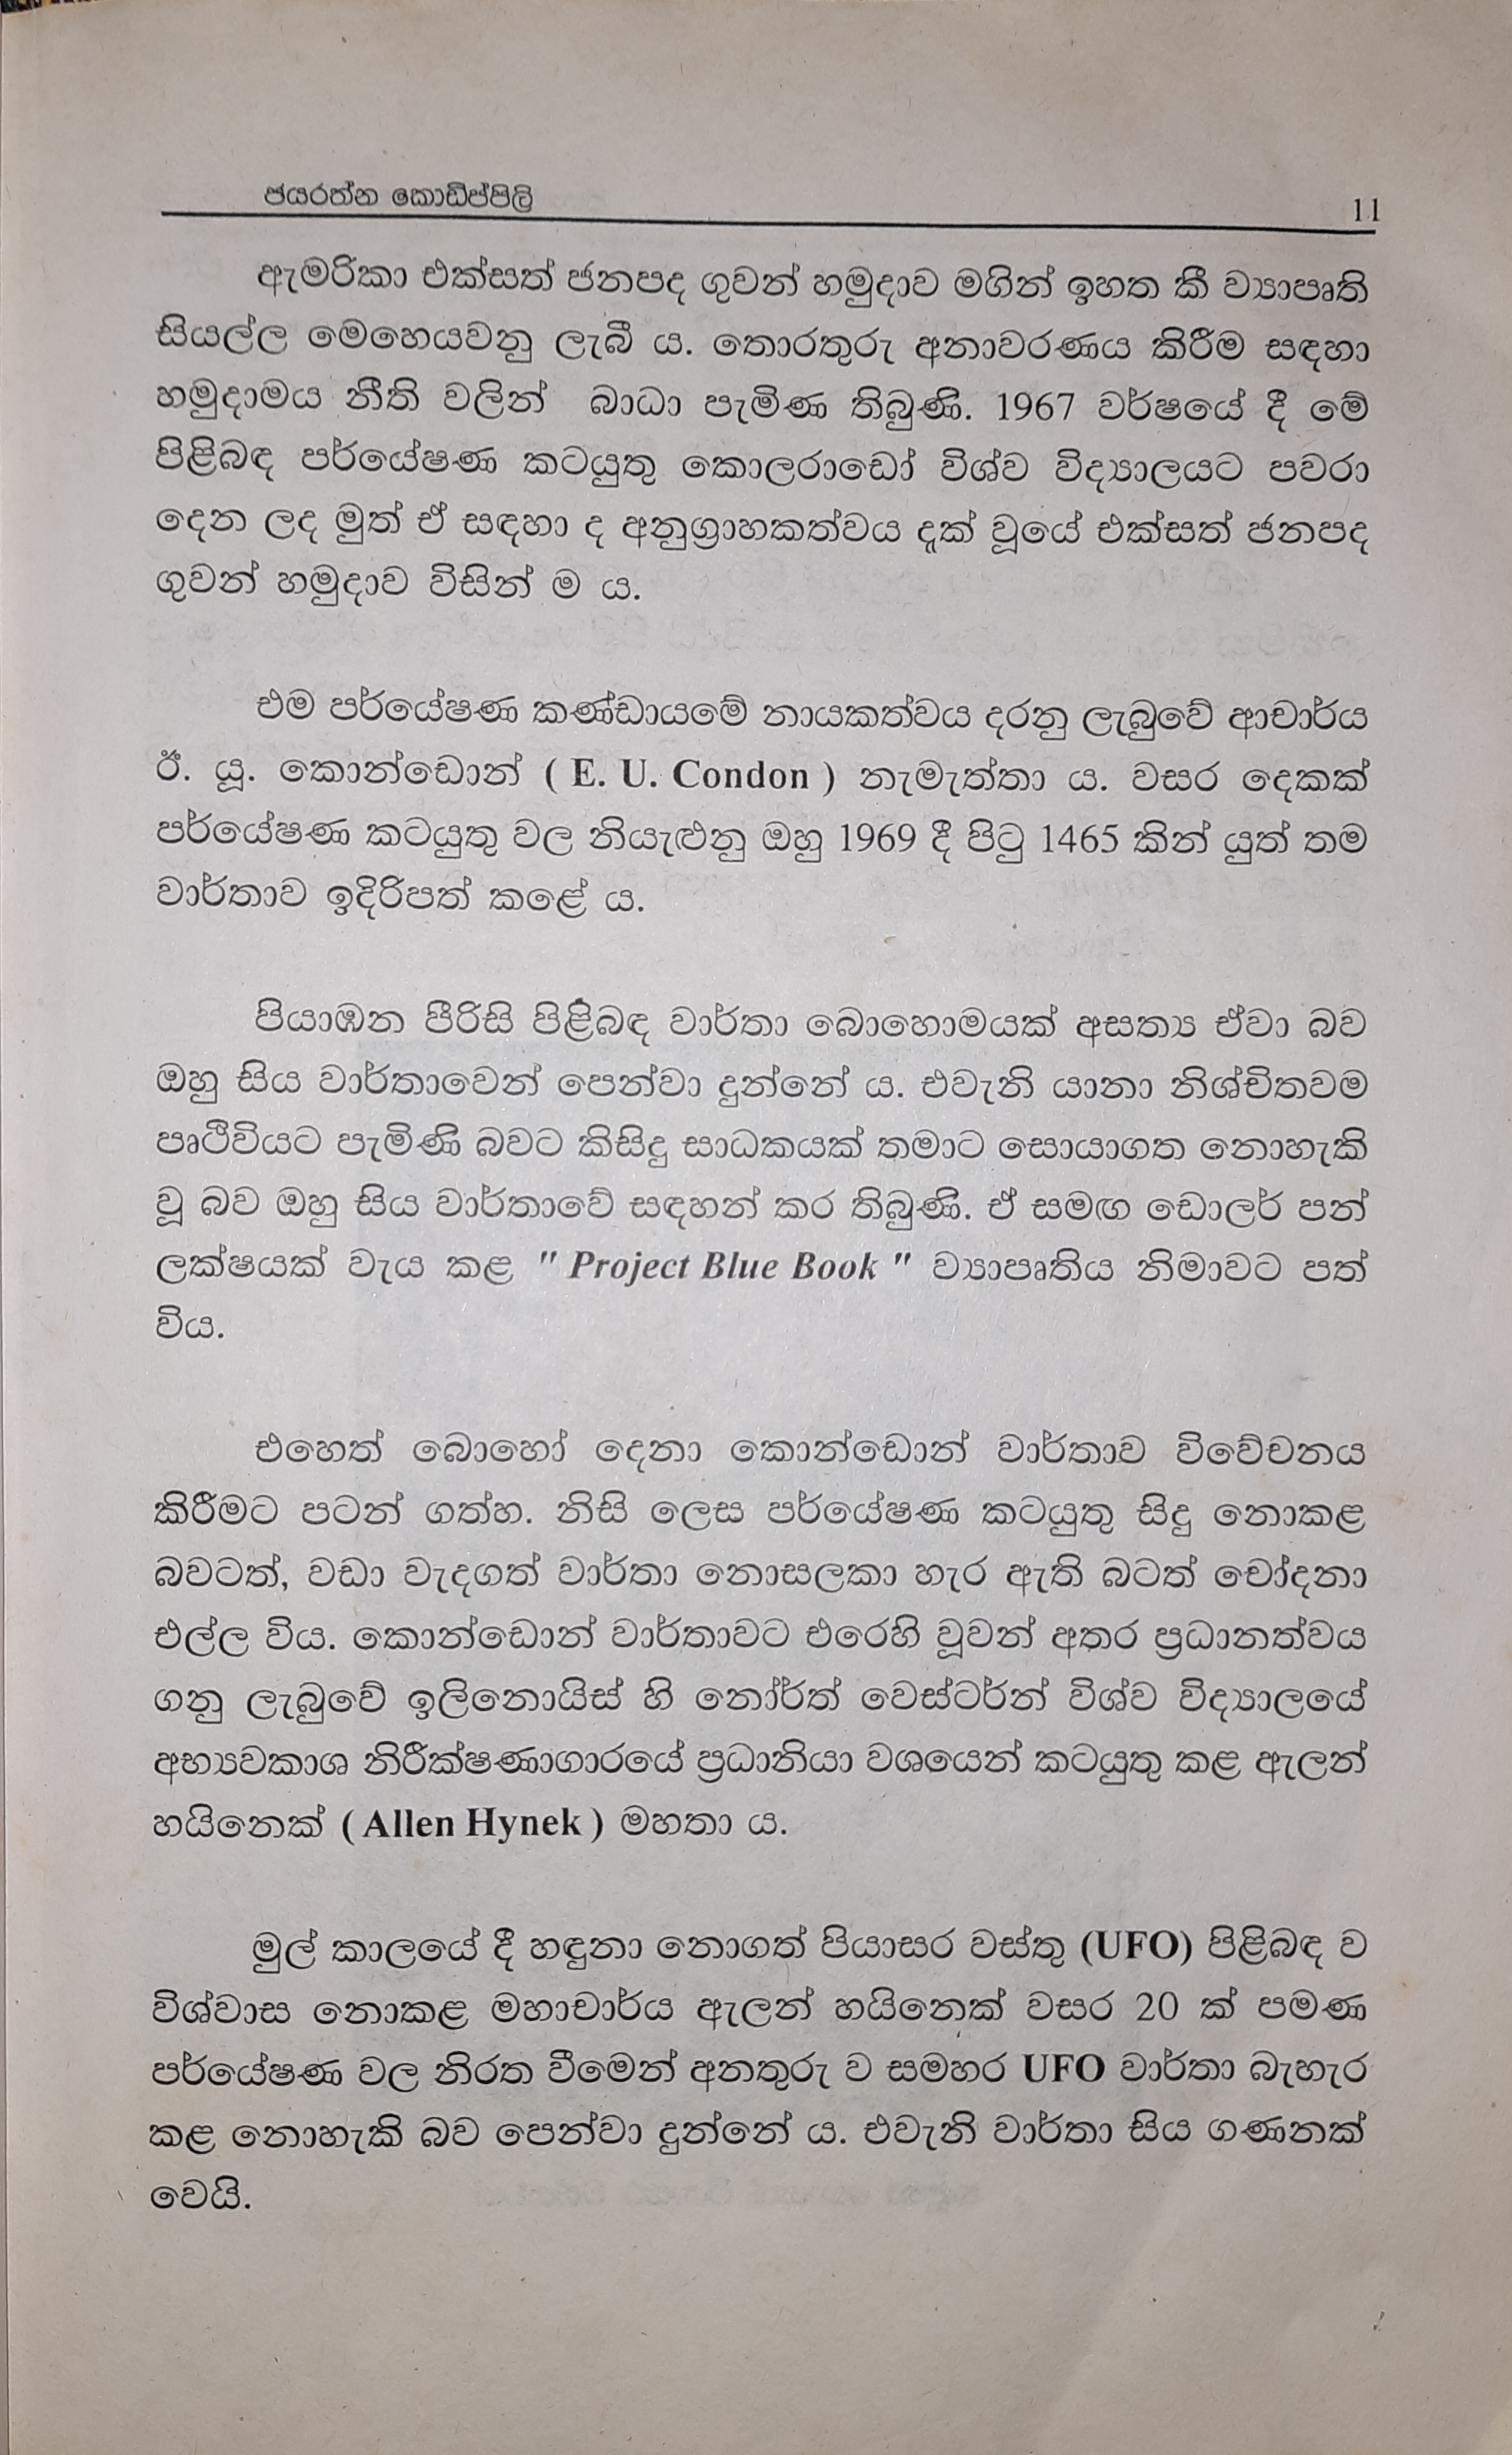 ජයරත්න කොඩිප්පිලි 11
ඇමරිකා එක්සත් ජනපද ගුවන් හමුදාව මගින් ඉහත කී ව්‍යාපෘති
සියල්ල මෙහෙයවනු ලැබී ය. තොරතුරු අනාවරණය කිරීම සඳහා
හමුදාමය නීති වලින් බාධා පැමිණ තිබුණි. 1967 වර්ෂයේ දී මේ
පිළිබඳ පර්යේෂණ කටයුතු කොලරාඩෝ විශ්ව විද්‍යාලයට පවරා
දෙන ලද මුත් ඒ සඳහා ද අනුග්‍රාහකත්වය දැක් වූයේ එක්සත් ජනපද
ගුවන් හමුදාව විසින් ම ය.
එම පර්යේෂණ කණ්ඩායමේ නායකත්වය දරනු ලැබුවේ ආචාර්ය
ඊ. යූ. කොන්ඩොන් ( E. U. Condon ) නැමැත්තා ය. වසර දෙකක්
පර්යේෂණ කටයුතු වල නියැළුනු ඔහු 1969 දී පිටු 1465 කින් යුත් තම
වාර්තාව ඉදිරිපත් කළේ ය.
පියාඹන පීරිසි පිළිබඳ වාර්තා බොහොමයක් අසත්‍ය ඒවා බව
ඔහු සිය වාර්තාවෙන් පෙන්වා දුන්නේ ය. එවැනි යානා නිශ්චිතවම
පෘථිවියට පැමිණි බවට කිසිදු සාධකයක් තමාට සොයාගත නොහැකි
වූ බව ඔහු සිය වාර්තාවේ සඳහන් කර තිබුණි. ඒ සමඟ ඩොලර් පන්
ලක්ෂයක් වැය කළ " Project Blue Book " ව්‍යාපෘතිය නිමාවට පත්
විය.
එහෙත් බොහෝ දෙනා කොන්ඩොන් වාර්තාව විවේචනය
කිරීමට පටන් ගත්හ. නිසි ලෙස පර්යේෂණ කටයුතු සිදු නොකළ
බවටත්, වඩා වැදගත් වාර්තා නොසලකා හැර ඇති බටත් චෝදනා
එල්ල විය. කොන්ඩොන් වාර්තාවට එරෙහි වූවන් අතර ප්‍රධානත්වය
ගනු ලැබුවේ ඉලිනොයිස් හි නෝර්ත් වෙස්ටර්න් විශ්ව විද්‍යාලයේ
අභ්‍යවකාශ නිරීක්ෂණාගාරයේ ප්‍රධානියා වශයෙන් කටයුතු කළ ඇලන්
හයිනෙක් ( Allen Hynek ) මහතා ය.
මුල් කාලයේ දී හඳුනා නොගත් පියාසර වස්තු (UFO) පිළිබඳ ව
විශ්වාස නොකළ මහාචාර්ය ඇලන් හයිනෙක් වසර 20 ක් පමණ
පර්යේෂණ වල නිරත වීමෙන් අනතුරු ව සමහර UFO වාර්තා බැහැර
කළ නොහැකි බව පෙන්වා දුන්නේ ය. එවැනි වාර්තා සිය ගණනක්
වෙයි.